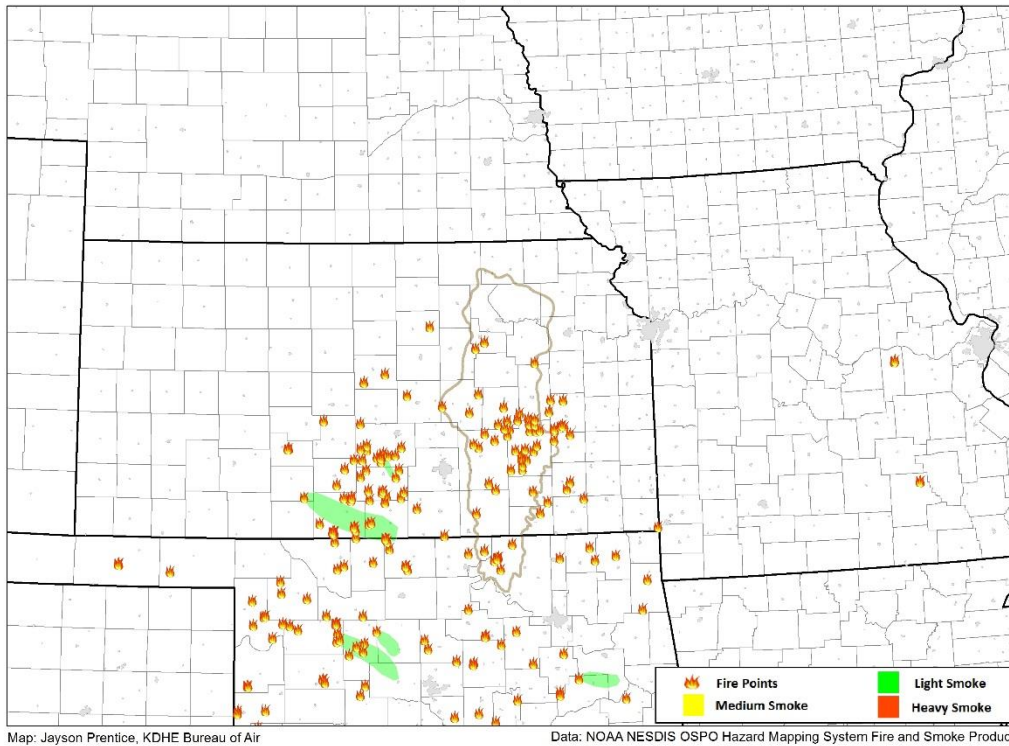 Fire Points
Light Smoke
Medium Smoke
Heavy Smoke
Map: Jayson Prentice, KDHE Bureau of Air
Data: NOAA NESDIS OSPO Hazard Mapping System Fire and Smoke Produc